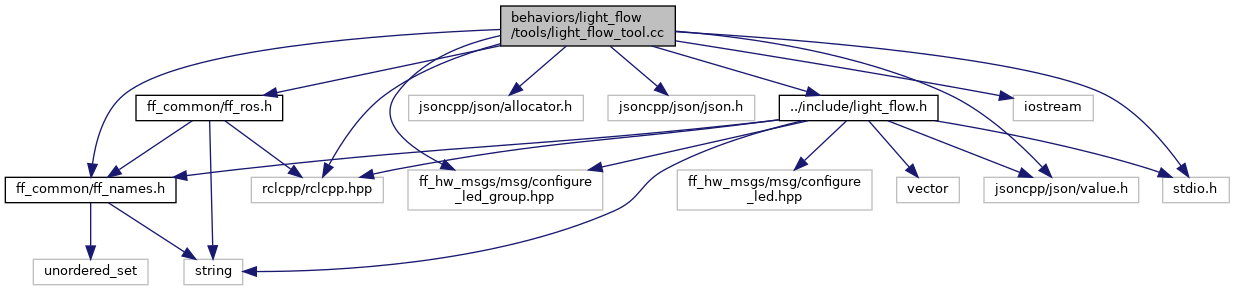 behaviors/light_flow
/tools/light_flow_tool.cc
ff_common/ff_ros.h
jsoncpp/json/allocator.h
jsoncpp/json/json.h
../include/light_flow.h
iostream
ff_common/ff_names.h
rclcpp/rclcpp.hpp
ff_hw_msgs/msg/configure
_led_group.hpp
ff_hw_msgs/msg/configure
_led.hpp
vector
jsoncpp/json/value.h
stdio.h
unordered_set
string